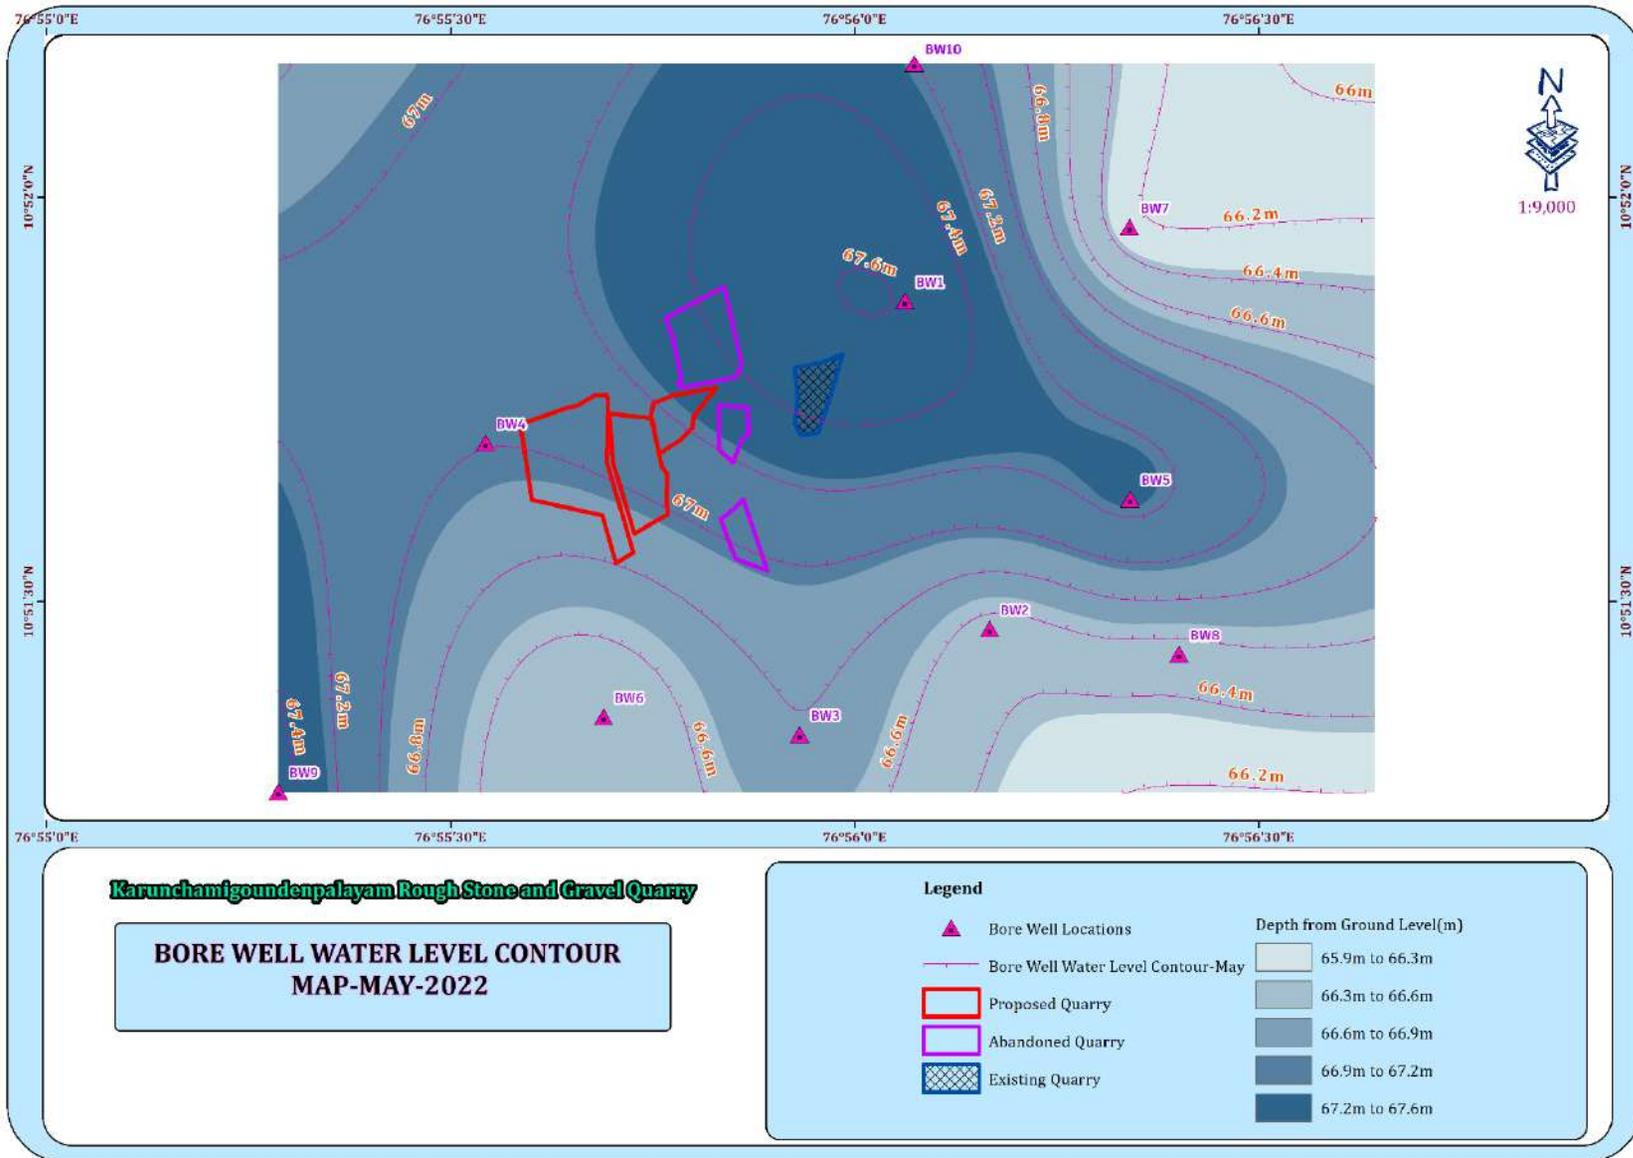 76°55'0"E
76°55'30"E
76°56'0"E
76°56'30"E
BW10
N
1:9,000
67m
66.8m
66m
10°52'0"N
10°52'0"N
BW7
66.2m
67.4m
67.2m
67.6m
66.4m
BW1
66.6m
BW4
BW5
67m
10°51'30"N
10°51'30"N
BW2
BW8
BW6
66.4m
BW3
67.4m
67.2m
66.8m
66.6m
66.6m
BW9
66.2m
76°55'0"E
76°55'30"E
76°56'0"E
76°56'30"E
Karunchamigoundenpalayam Rough Stone and Gravel Quarry
BORE WELL WATER LEVEL CONTOUR
MAP-MAY-2022
Legend
Bore Well Locations
Bore Well Water Level Contour-May
Proposed Quarry
Abandoned Quarry
Existing Quarry
Depth from Ground Level(m)
65.9m to 66.3m
66.3m to 66.6m
66.6m to 66.9m
66.9m to 67.2m
67.2m to 67.6m